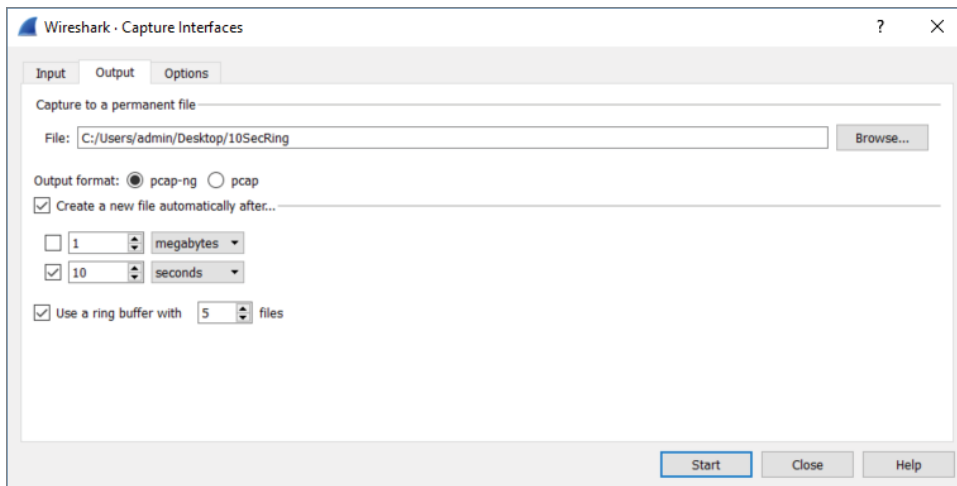 Wireshark · Capture Interfaces ?
Input Output Options
Capture to a permanent file
File: C:/Users/admin/Desktop/10SecRing Browse...
Output format: pcap-ng pcap
Create a new file automatically after...
1 megabytes
10 seconds
Use a ring buffer with 5 files
Start Close Help